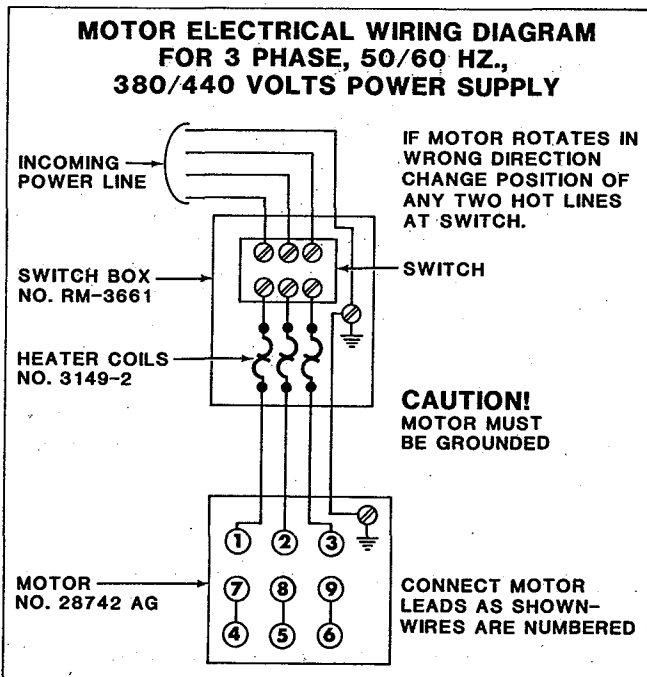 MOTOR ELECTRICAL WIRING DIAGRAM
FOR 3 PHASE, 50/60 HZ.,
380/440 VOLTS POWER SUPPLY
INCOMING
POWER LINE
IF MOTOR ROTATES IN
WRONG DIRECTION
CHANGE POSITION OF
ANY TWO HOT LINES
AT SWITCH.
SWITCH BOX
NO. RM-3661
SWITCH
HEATER COILS
NO. 3149-2
CAUTION!
MOTOR MUST
BE GROUNDED
1 2 3
MOTOR
NO. 28742 AG
7 8 9
4 5 6
CONNECT MOTOR
LEADS AS SHOWN-
WIRES ARE NUMBERED